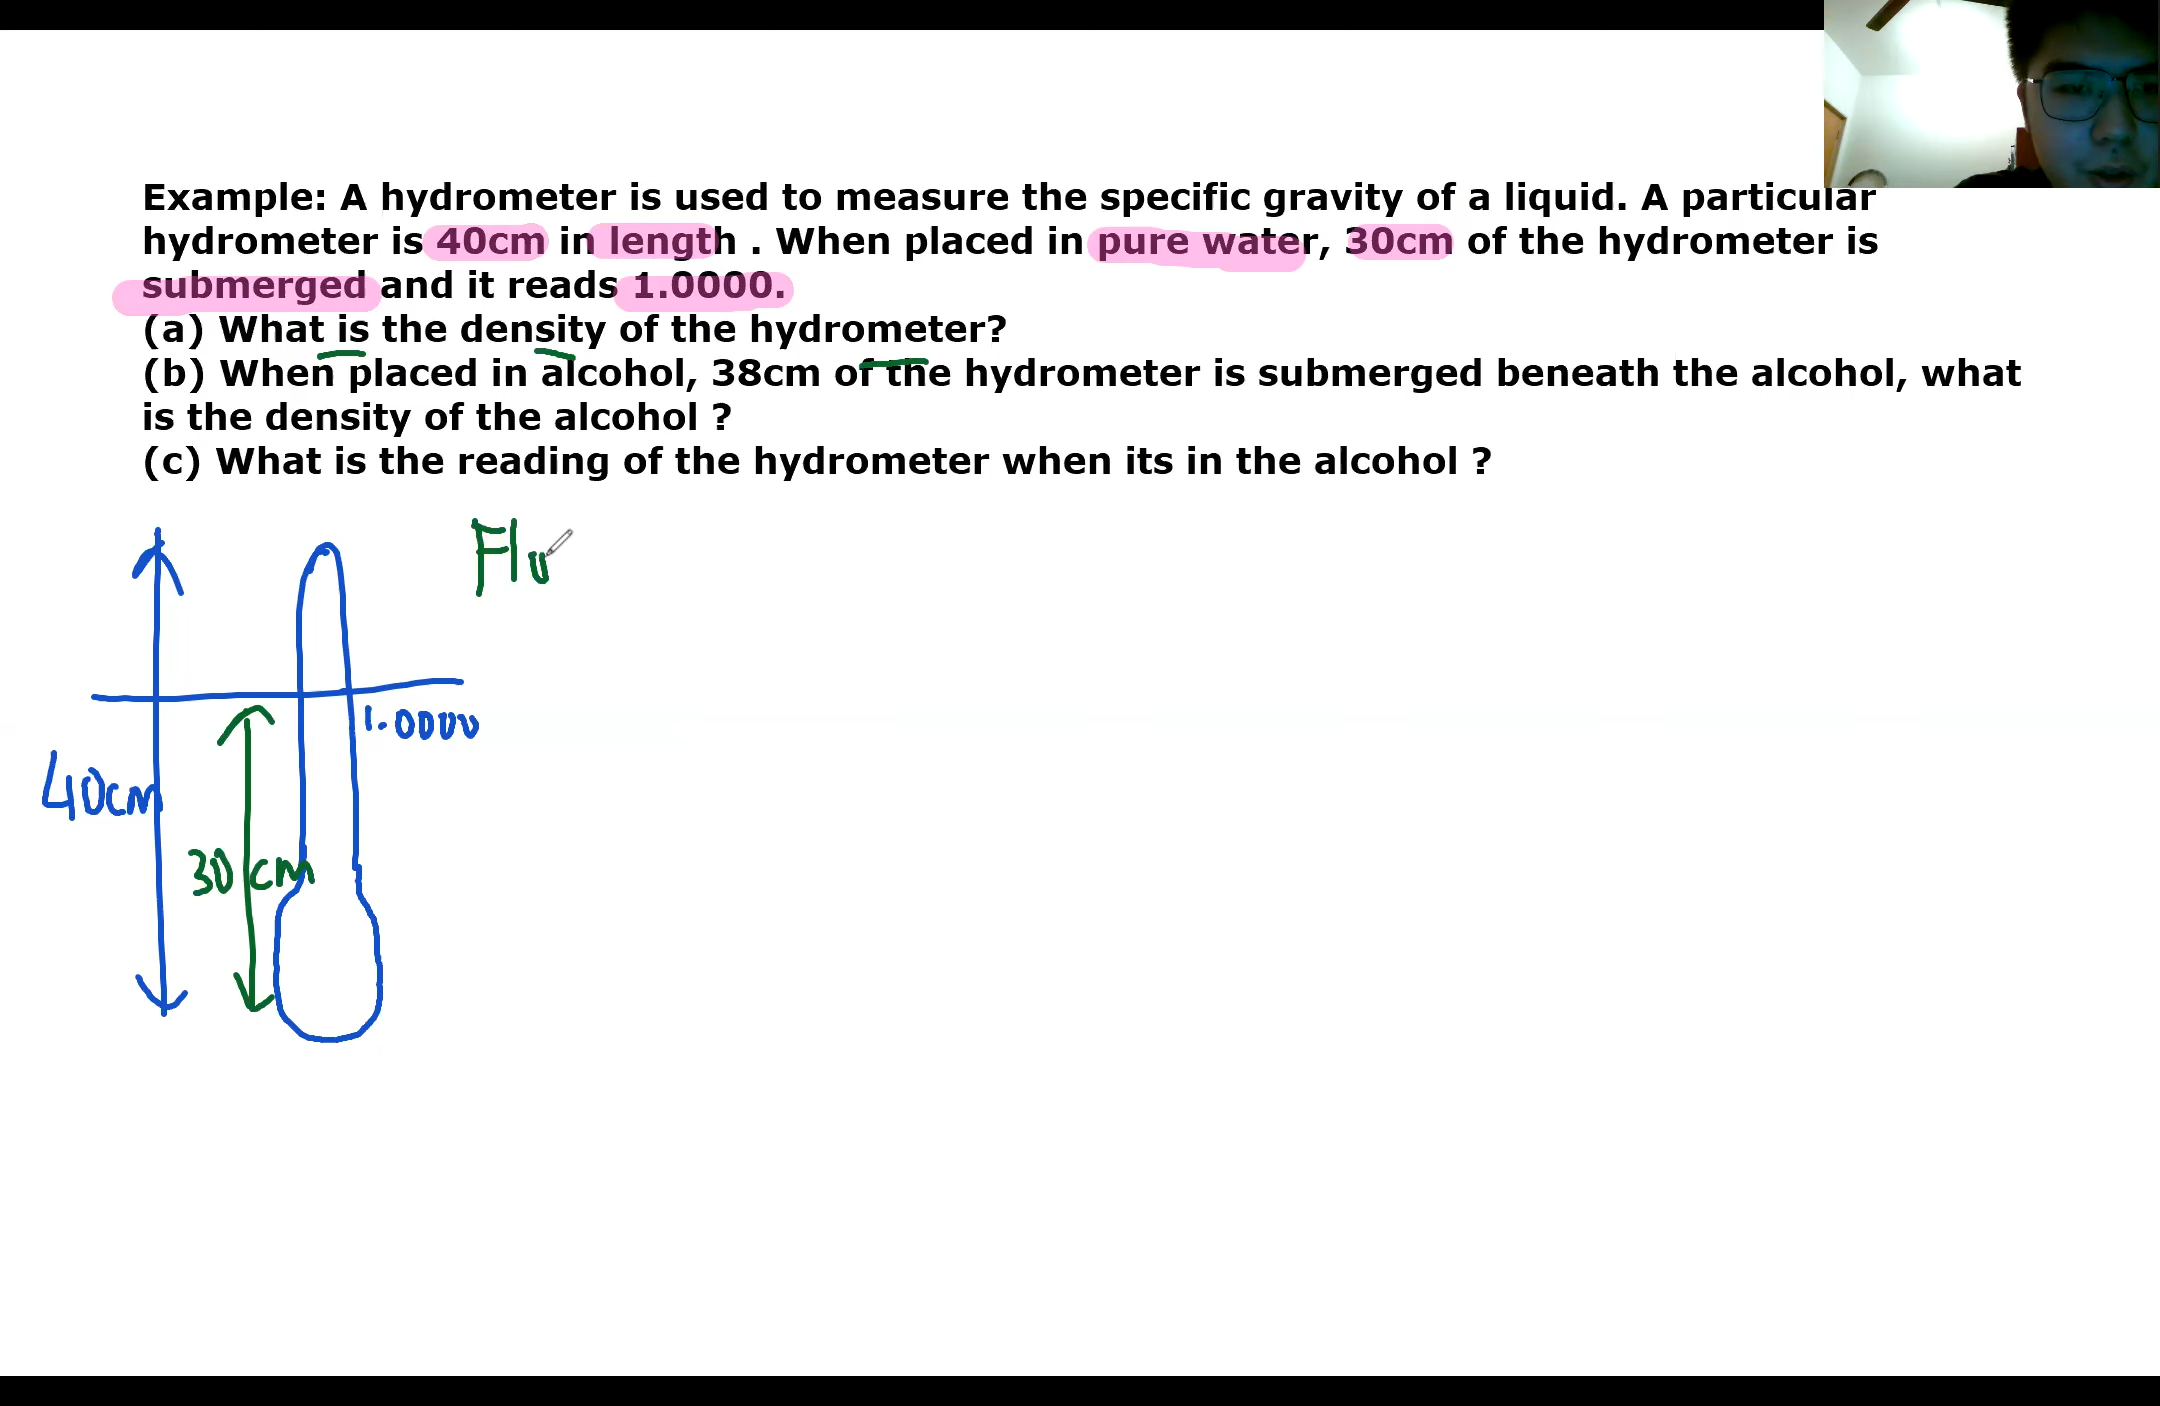 Example: A hydrometer is used to measure the specific gravity of a liquid. A particular
hydrometer is 40cm in length . When placed in pure water, 30cm of the hydrometer is
submerged and it reads 1.0000.
(a) What is the density of the hydrometer?
(b) When placed in alcohol, 38cm of the hydrometer is submerged beneath the alcohol, what
is the density of the alcohol ?
(c) What is the reading of the hydrometer when its in the alcohol ?
Flo
1.0000
40cm
30cm